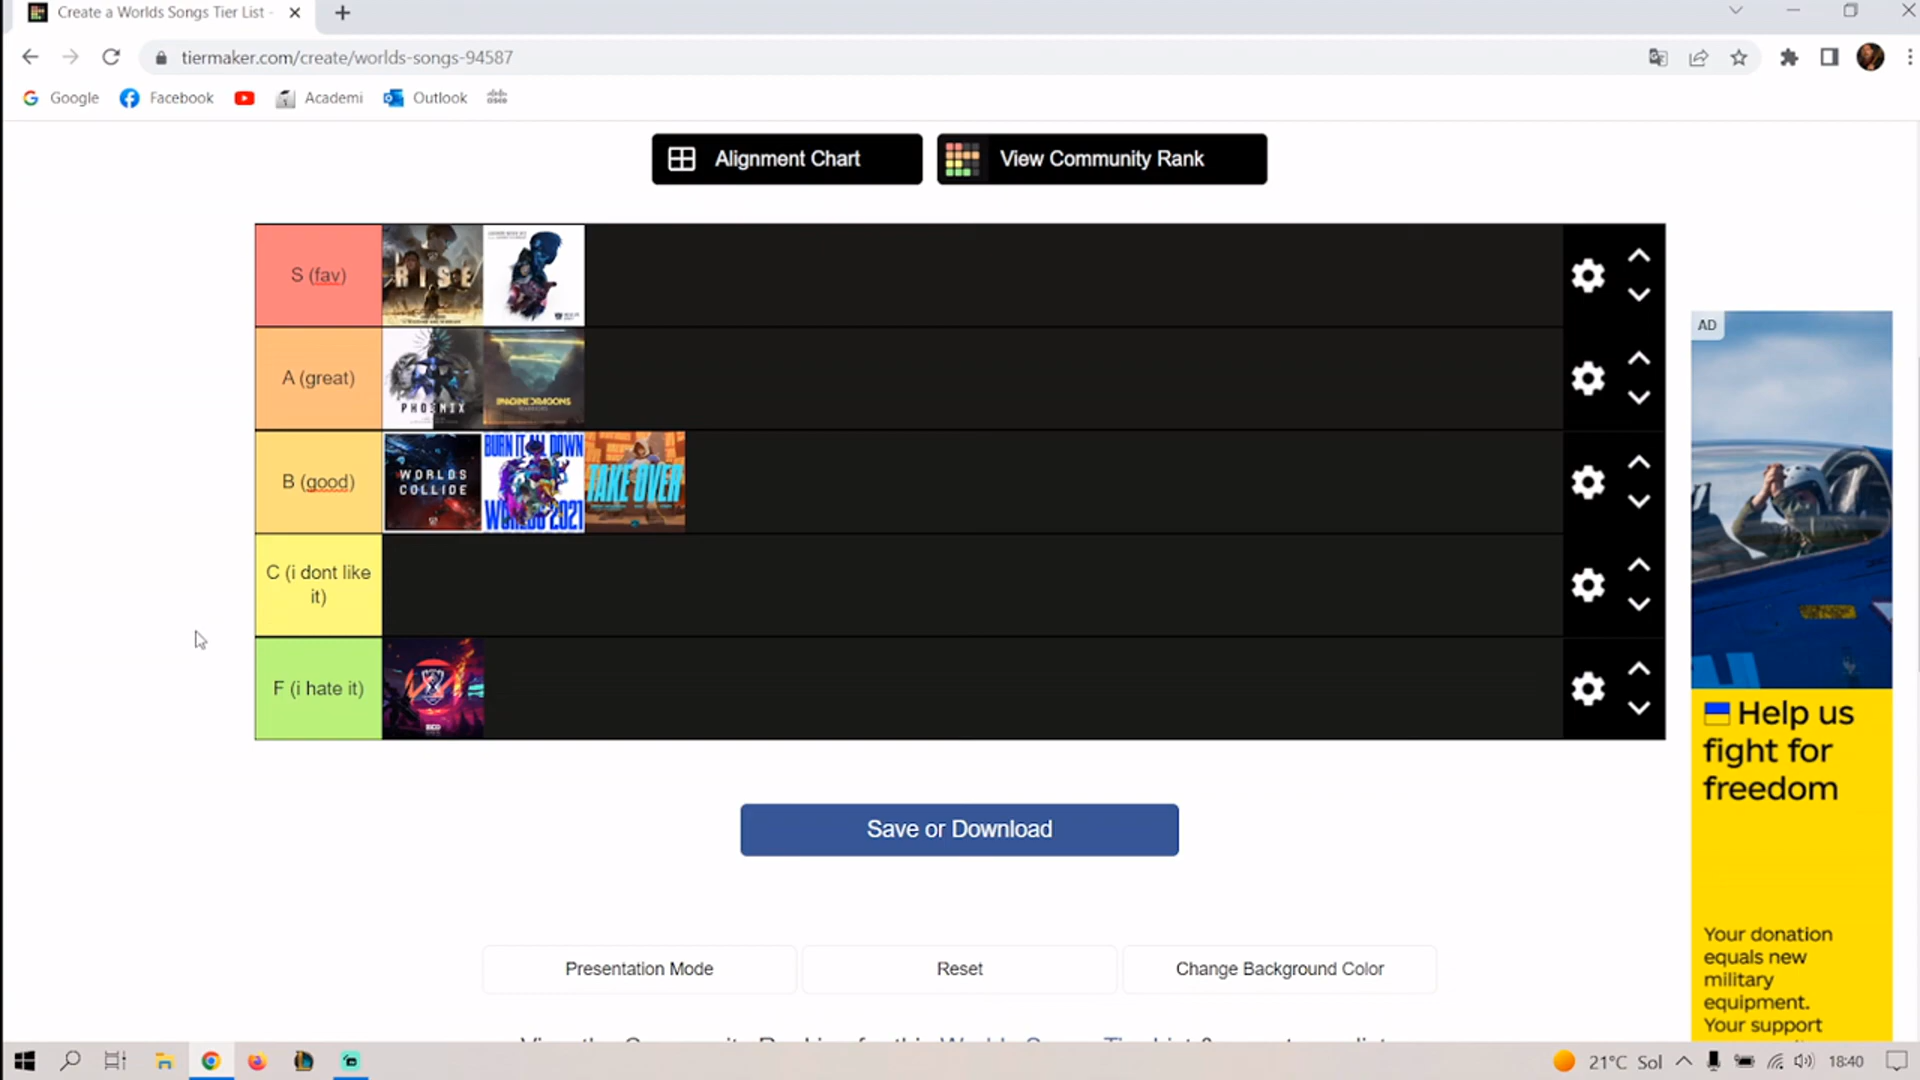 Create a Worlds Songs Tier List -
tiermaker.com/create/worlds-songs-94587
Google Facebook Academi Outlook
Alignment Chart View Community Rank
S (fav)
RISE
A (great)
PHOENIX
IMAGINE DRAGONS
WARRIORS
B (good)
WORLDS
COLLIDE
BURN IT ALL DOWN
WORLDS 2021
TAKE OVER
C (i dont like
it)
F (i hate it)
Save or Download
Presentation Mode Reset Change Background Color
AD
Help us
fight for
freedom
Your donation
equals new
military
equipment.
Your support
21°C Sol 18:40